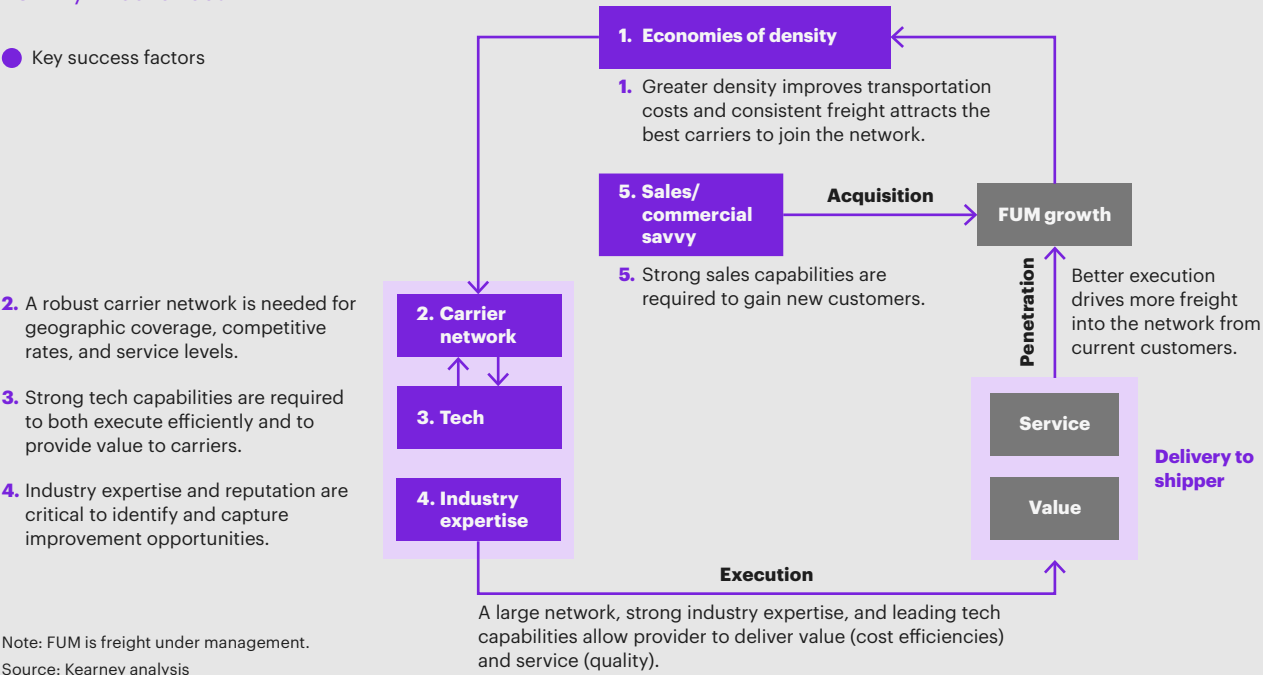 Key success factors
1. Economies of density
1. Greater density improves transportation
costs and consistent freight attracts the
best carriers to join the network.
5. Sales/
commercial
savvy
Acquisition
FUM growth
5. Strong sales capabilities are
required to gain new customers.
Penetration
Better execution
drives more freight
into the network from
current customers.
2. A robust carrier network is needed for
geographic coverage, competitive
rates, and service levels.
3. Strong tech capabilities are required
to both execute efficiently and to
provide value to carriers.
4. Industry expertise and reputation are
critical to identify and capture
improvement opportunities.
2. Carrier
network
3. Tech
4. Industry
expertise
Service
Value
Delivery to
shipper
Execution
A large network, strong industry expertise, and leading tech
capabilities allow provider to deliver value (cost efficiencies)
and service (quality).
Note: FUM is freight under management.
Source: Kearney analysis